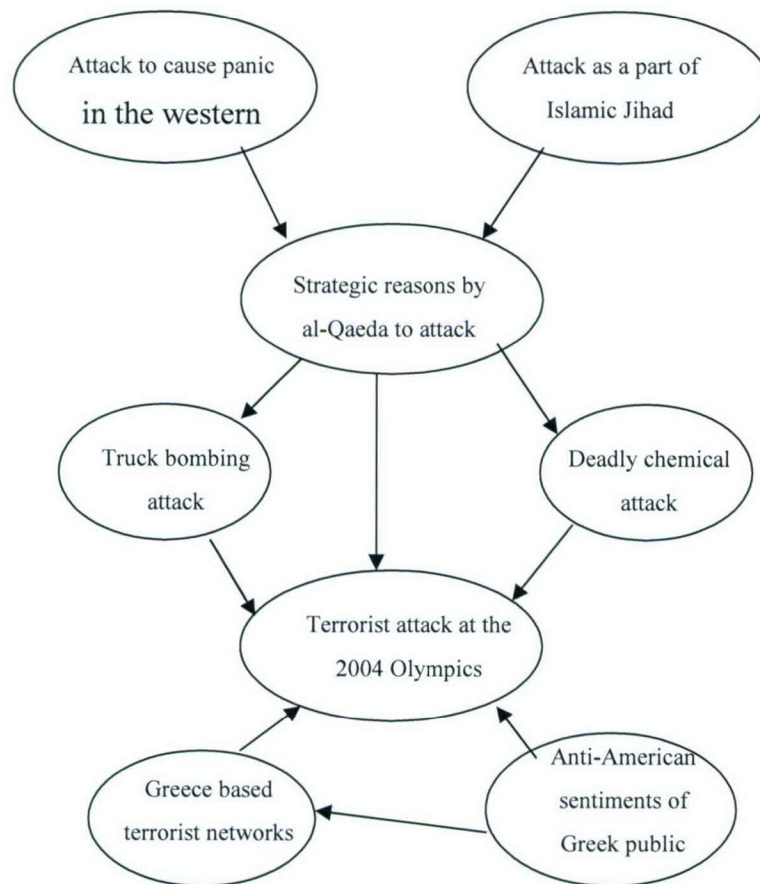 Attack to cause panic
in the western
Attack as a part of
Islamic Jihad
Strategic reasons by
al-Qaeda to attack
Truck bombing
attack
Deadly chemical
attack
Terrorist attack at the
2004 Olympics
Greece based
terrorist networks
Anti-American
sentiments of
Greek public